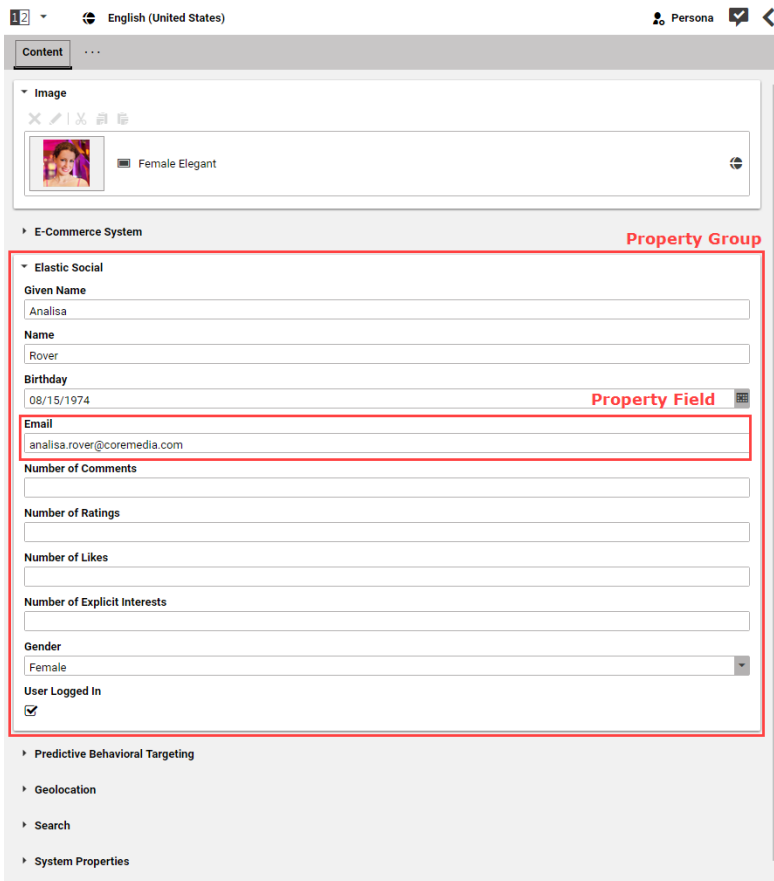 12 English (United States) Persona
Content ...
Image
Female Elegant
E-Commerce System
Property Group
Elastic Social
Given Name
Analisa
Name
Rover
Birthday
08/15/1974 Property Field
Email
analisa.rover@coremedia.com
Number of Comments
Number of Ratings
Number of Likes
Number of Explicit Interests
Gender
Female
User Logged In
Predictive Behavioral Targeting
Geolocation
Search
System Properties